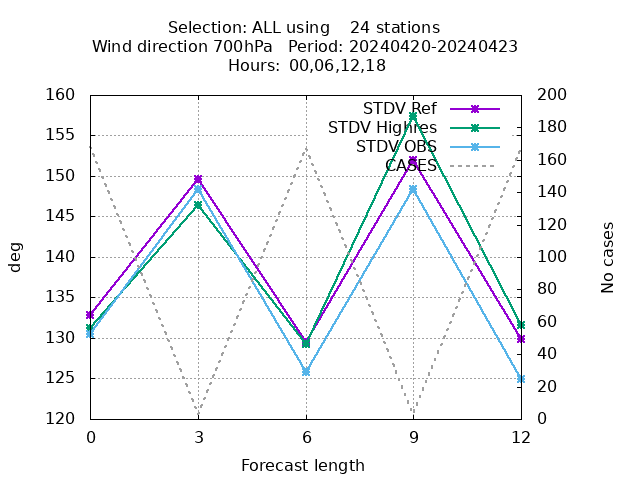 Selection: ALL using    24 stations
Wind direction 700hPa   Period: 20240420-20240423
Hours: 00,06,12,18
STDV Ref
STDV Highres
STDV OBS
CASES
160
155
150
145
140
135
130
125
120
200
180
160
140
120
100
80
60
40
20
0
deg
No cases
0 3 6 9 12
Forecast length